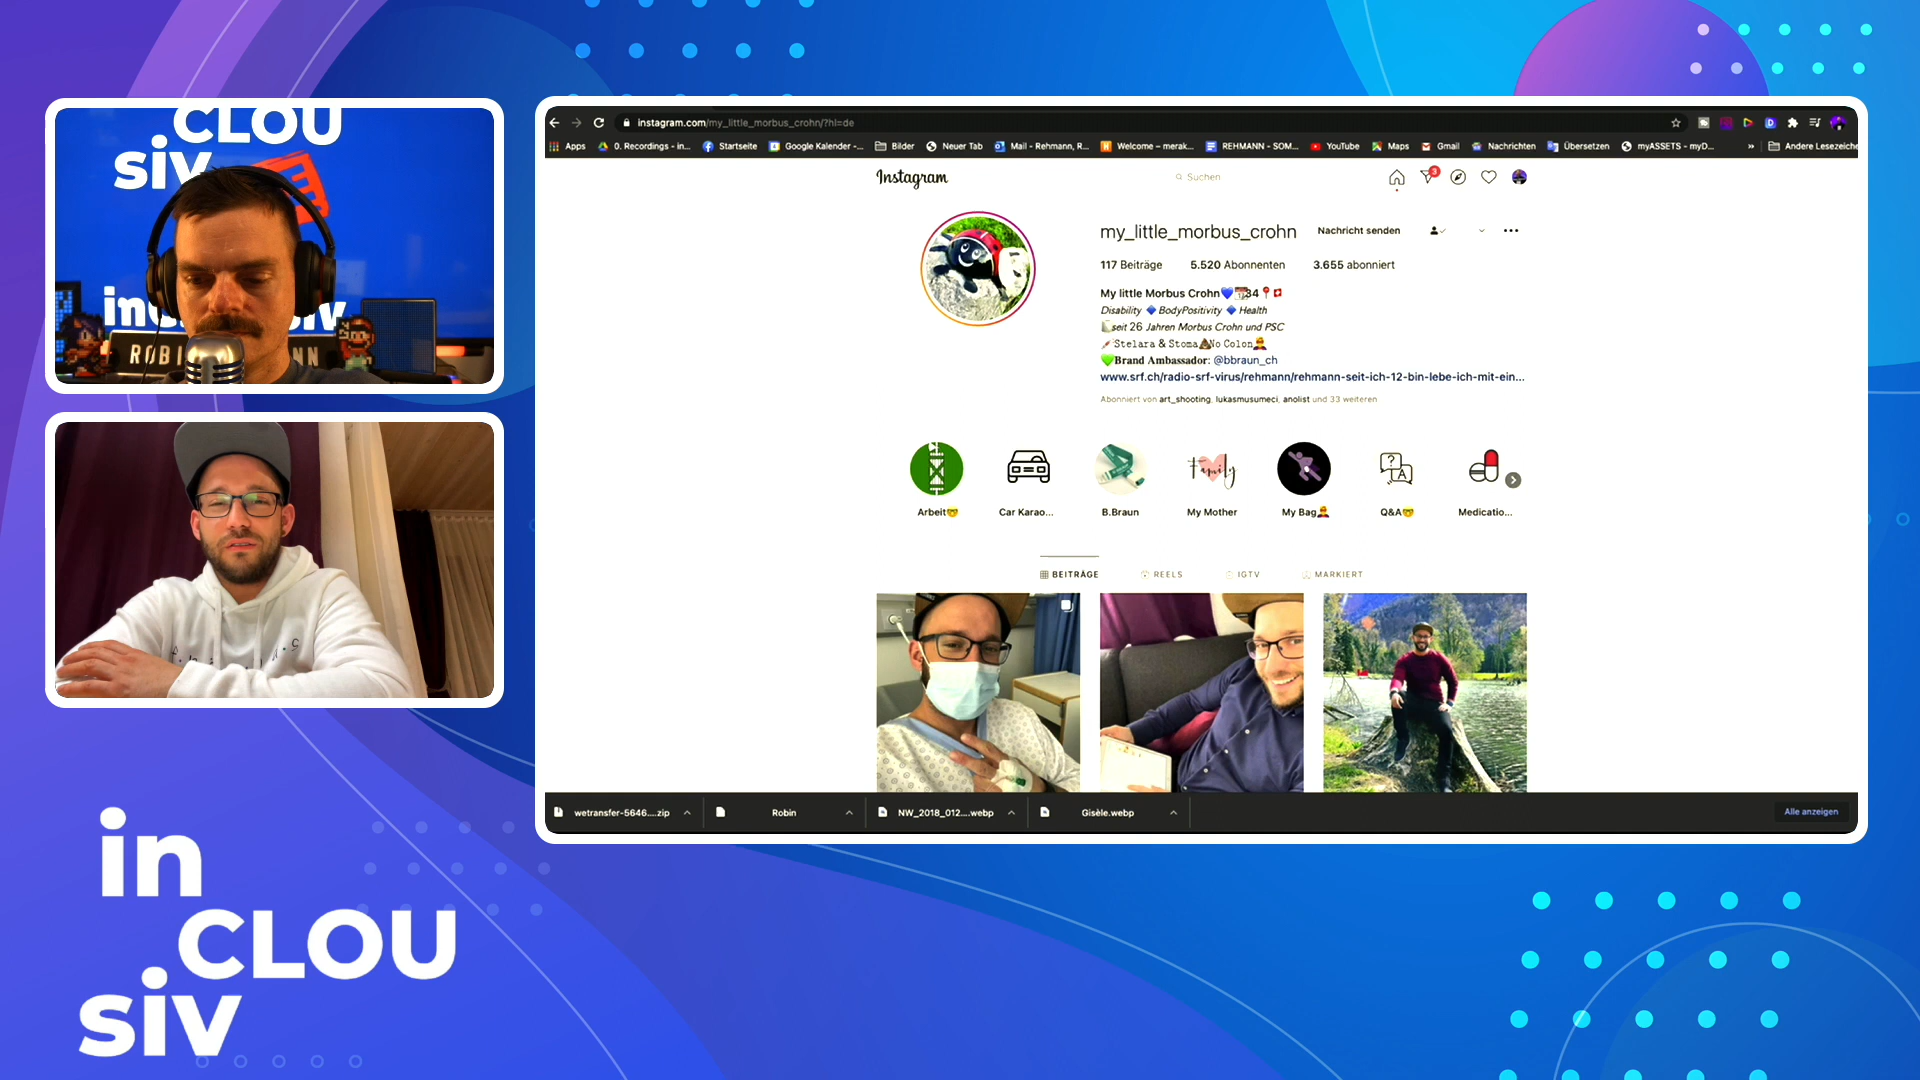 CLOU
siv
in
siv
ROBI
NN
instagram.com/my_little_morbus_crohn/?hl=de
Apps
0. Recordings - in...
Startseite
Google Kalender -...
Bilder
Neuer Tab
Mail - Rehmann, R...
Welcome – merak...
REHMANN - SOM...
YouTube
Maps
Gmail
Nachrichten
Übersetzen
myASSETS - myD...
»
Andere Lesezeiche
Instagram
Suchen
3
my_little_morbus_crohn
Nachricht senden
117 Beiträge
5.520 Abonnenten
3.655 abonniert
My little Morbus Crohn💙📆34📍🇨🇭
Disability 🔷 BodyPositivity 🔷 Health
seit 26 Jahren Morbus Crohn und PSC
Stelara & Stoma💩No Colon
💚Brand Ambassador: @bbraun_ch
www.srf.ch/radio-srf-virus/rehmann/rehmann-seit-ich-12-bin-lebe-ich-mit-ein...
Abonniert von art_shooting, lukasmusumeci, anolist und 33 weiteren
Family
? A
Arbeit🤓
Car Karao...
B.Braun
My Mother
My Bag
Q&A🤓
Medicatio...
BEITRÄGE
REELS
IGTV
MARKIERT
wetransfer-5646....zip
Robin
NW_2018_012....webp
Gisèle.webp
Alle anzeigen
in
CLOU
siv